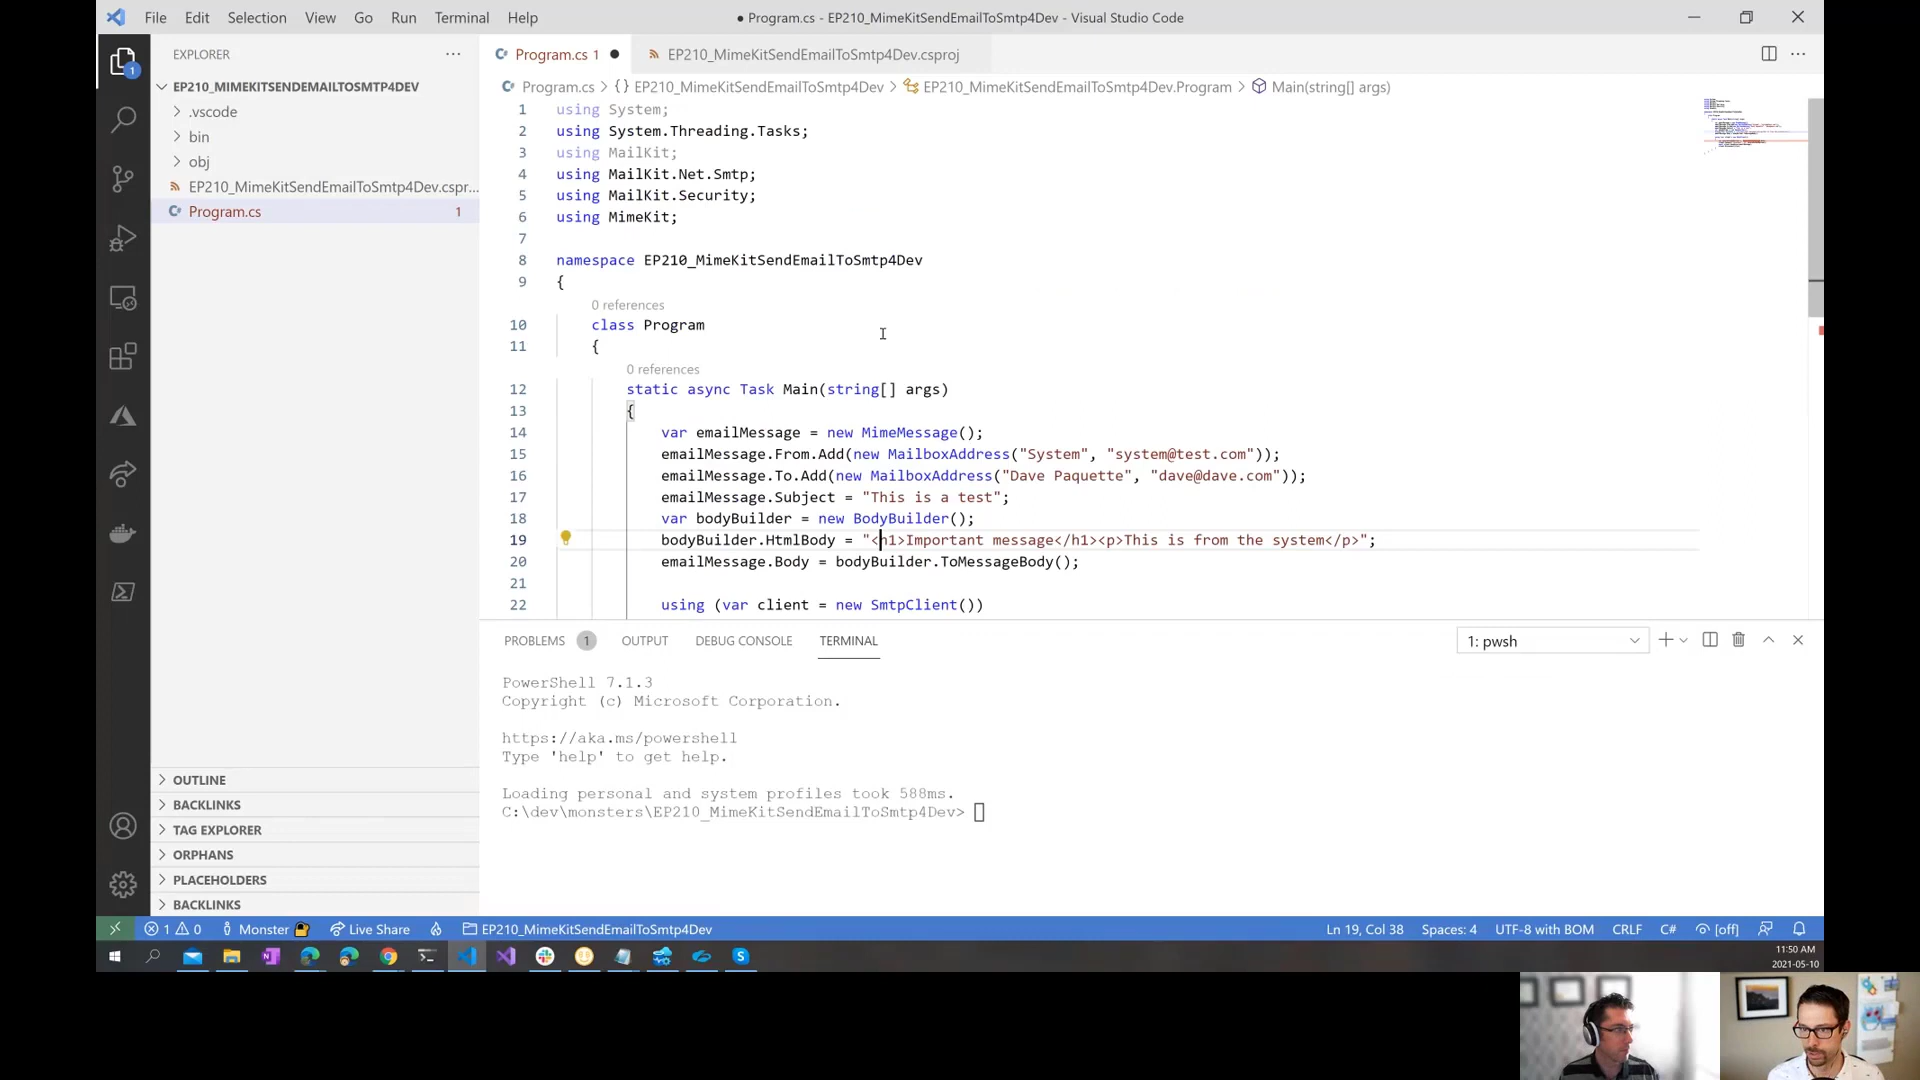 File Edit Selection View Go Run Terminal Help
● Program.cs - EP210_MimeKitSendEmailToSmtp4Dev - Visual Studio Code
EXPLORER
Program.cs 1
EP210_MimeKitSendEmailToSmtp4Dev.csproj
EP210_MIMEKITSENDEMAILTOSMTP4DEV
.vscode
bin
obj
EP210_MimeKitSendEmailToSmtp4Dev.cspr...
Program.cs 1
1
OUTLINE
BACKLINKS
TAG EXPLORER
ORPHANS
PLACEHOLDERS
BACKLINKS
Program.cs > {} EP210_MimeKitSendEmailToSmtp4Dev > EP210_MimeKitSendEmailToSmtp4Dev.Program > Main(string[] args)
1 using System;
2 using System.Threading.Tasks;
3 using MailKit;
4 using MailKit.Net.Smtp;
5 using MailKit.Security;
6 using MimeKit;
7
8 namespace EP210_MimeKitSendEmailToSmtp4Dev
9 {
0 references
10 class Program
11 {
0 references
12 static async Task Main(string[] args)
13 {
14 var emailMessage = new MimeMessage();
15 emailMessage.From.Add(new MailboxAddress("System", "system@test.com"));
16 emailMessage.To.Add(new MailboxAddress("Dave Paquette", "dave@dave.com"));
17 emailMessage.Subject = "This is a test";
18 var bodyBuilder = new BodyBuilder();
19 bodyBuilder.HtmlBody = "<h1>Important message</h1><p>This is from the system</p>";
20 emailMessage.Body = bodyBuilder.ToMessageBody();
21
22 using (var client = new SmtpClient())
PROBLEMS 1 OUTPUT DEBUG CONSOLE TERMINAL
1: pwsh
PowerShell 7.1.3
Copyright (c) Microsoft Corporation.
https://aka.ms/powershell
Type 'help' to get help.
Loading personal and system profiles took 588ms.
C:\dev\monsters\EP210_MimeKitSendEmailToSmtp4Dev>
1 0 Monster Live Share EP210_MimeKitSendEmailToSmtp4Dev
Ln 19, Col 38 Spaces: 4 UTF-8 with BOM CRLF C# [off]
11:50 AM
2021-05-10